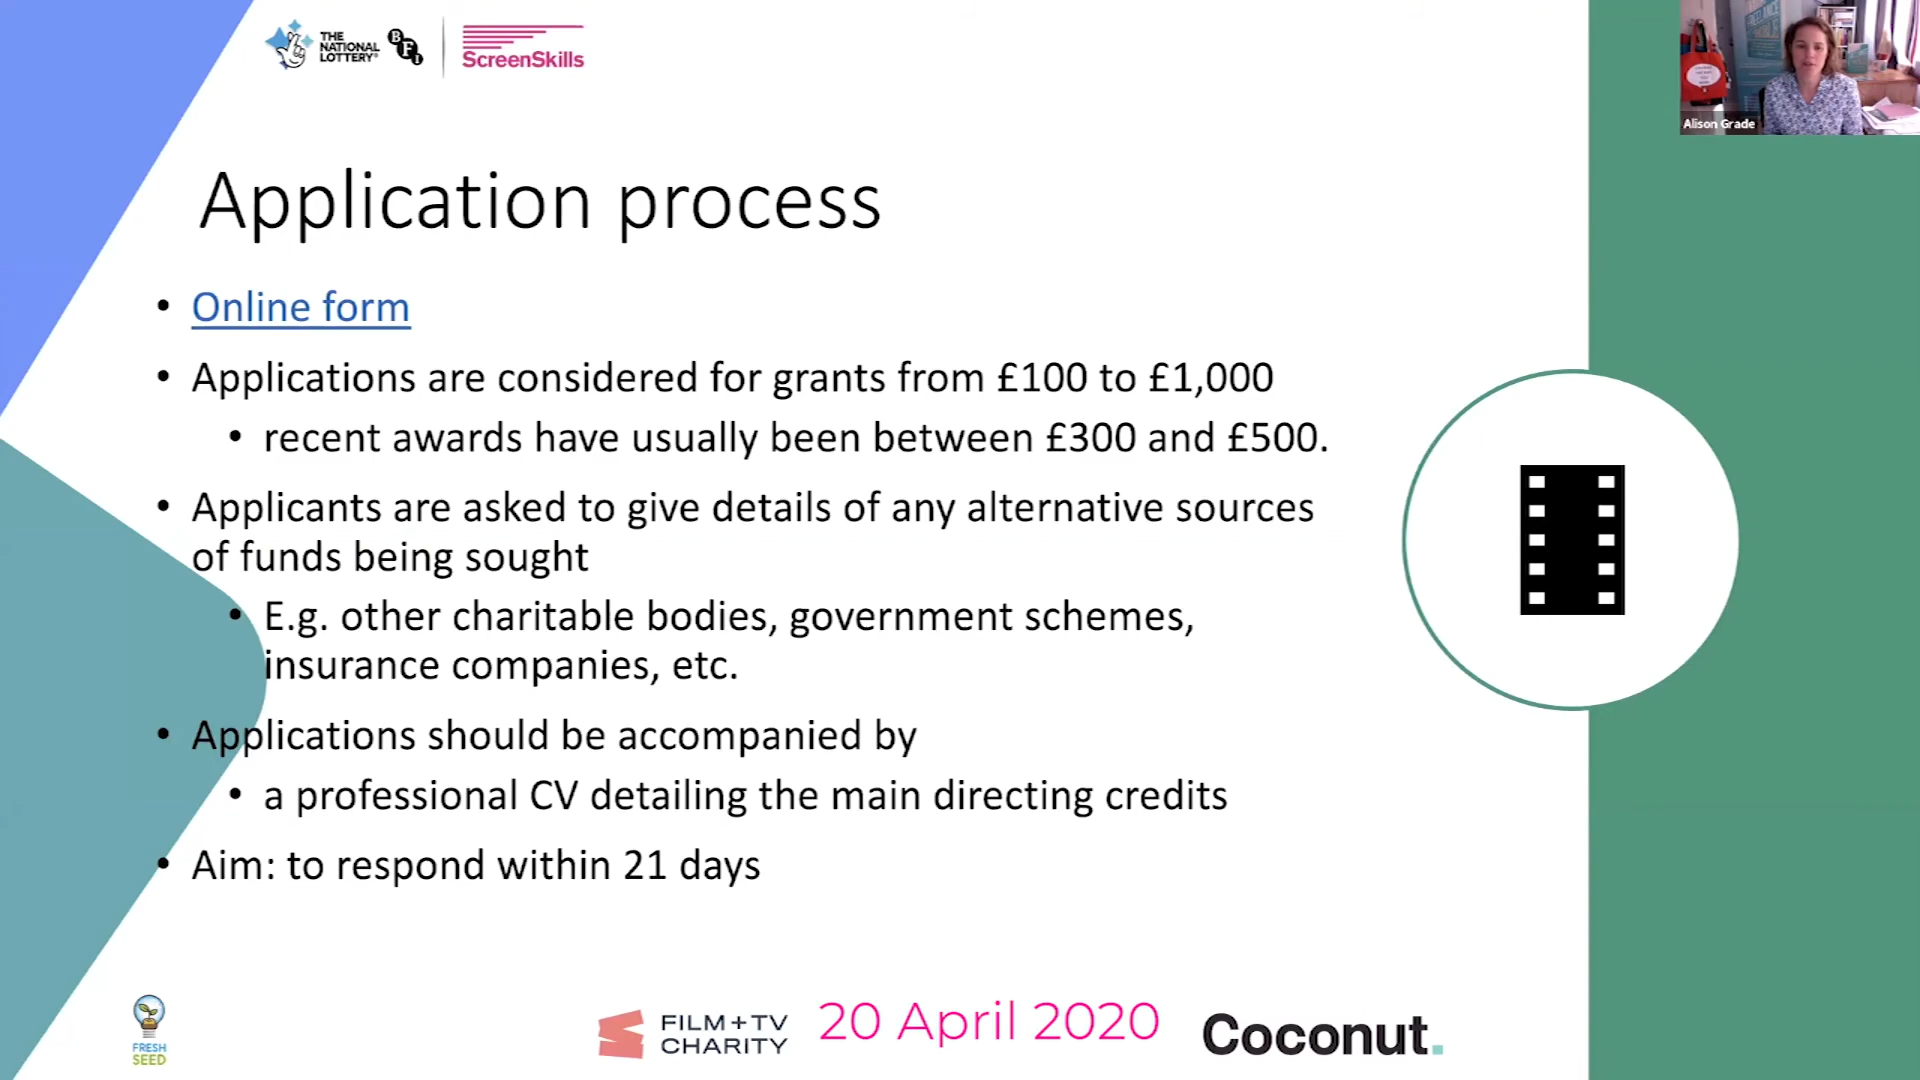 THE
NATIONAL
LOTTERY®
BFI
ScreenSkills
Alison Grade
Application process
• Online form
• Applications are considered for grants from £100 to £1,000
• recent awards have usually been between £300 and £500.
• Applicants are asked to give details of any alternative sources
of funds being sought
• E.g. other charitable bodies, government schemes,
insurance companies, etc.
• Applications should be accompanied by
• a professional CV detailing the main directing credits
• Aim: to respond within 21 days
FRESH
SEED
FILM+TV
CHARITY
20 April 2020
Coconut.